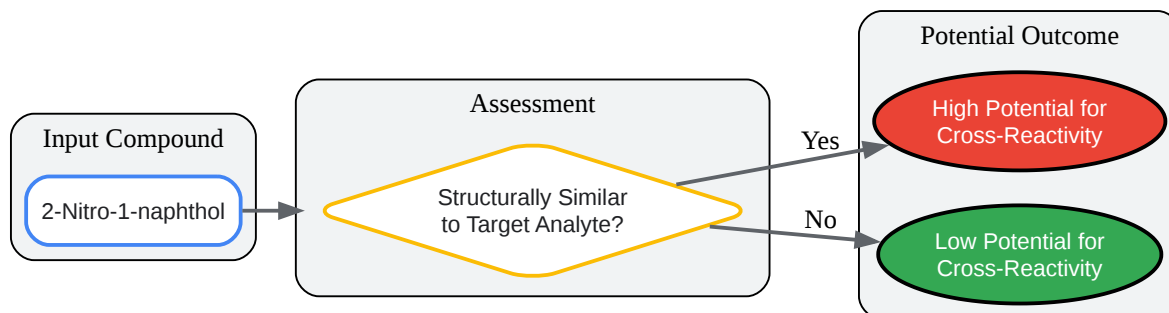 Input Compound
2-Nitro-1-naphthol
Assessment
Structurally Similar
to Target Analyte?
Yes
No
Potential Outcome
High Potential for
Cross-Reactivity
Low Potential for
Cross-Reactivity